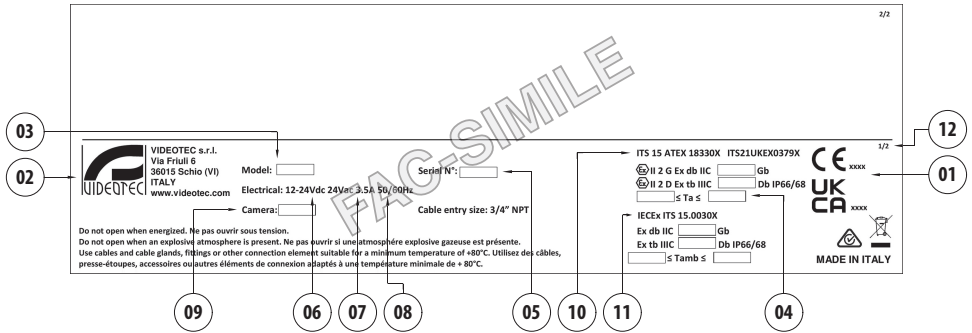 2/2
FAC-SIMILE
03
12
02
01
VIDEOTEC
VIDEOTEC s.r.l.
Via Friuli 6
36015 Schio (VI)
ITALY
www.videotec.com
Model:
Serial N°:
Electrical: 12-24Vdc 24Vac 3.5A 50/60Hz
Camera:
Cable entry size: 3/4” NPT
Do not open when energized. Ne pas ouvrir sous tension.
Do not open when an explosive atmosphere is present. Ne pas ouvrir si une atmosphére explosive gazeuse est présente.
Use cables and cable glands, fittings or other connection element suitable for a minimum temperature of +80°C. Utilisez des câbles,
presse-étoupes, accessoires ou autres éléments de connexion adaptés à une température minimale de + 80°C.
ITS 15 ATEX 18330X ITS21UKEX0379X
Ex II 2 G Ex db IIC Gb
Ex II 2 D Ex tb IIIC Db IP66/68
≤ Ta ≤
IECEx ITS 15.0030X
Ex db IIC Gb
Ex tb IIIC Db IP66/68
≤ Tamb ≤
1/2
CE xxxx
UK
CA xxxx
MADE IN ITALY
09
06
07
08
05
10
11
04